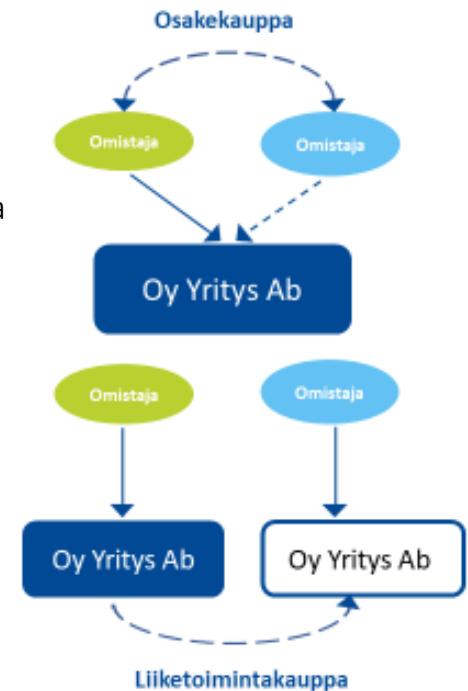 Osakekauppa
Omistaja Omistaja
a
Oy Yritys Ab
Omistaja Omistaja
Oy Yritys Ab Oy Yritys Ab
Liiketoimintakauppa